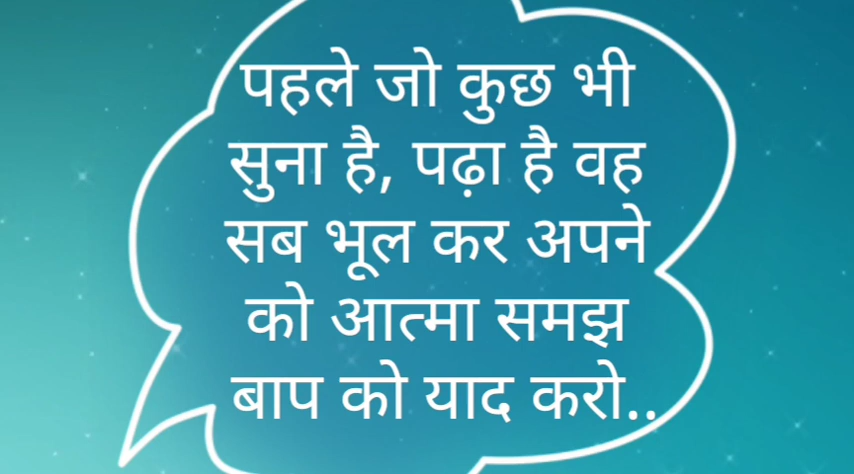 पहले जो कुछ भी
सुना है, पढ़ा है वह
सब भूल कर अपने
को आत्मा समझ
बाप को याद करो..